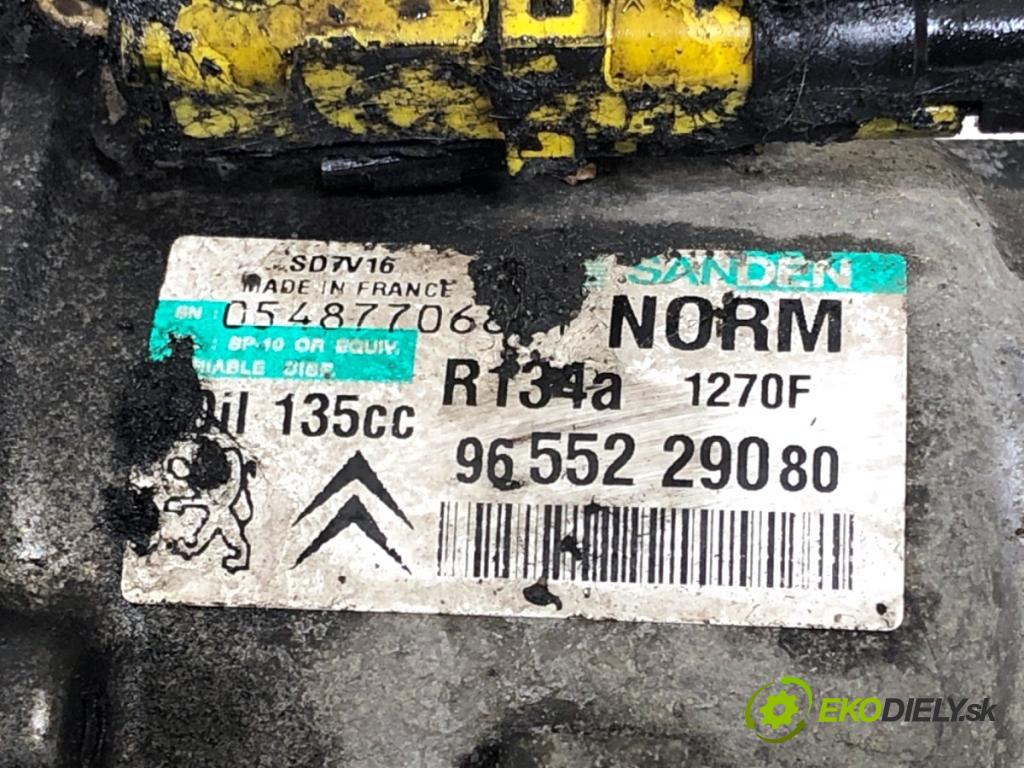 SD7V16
MADE IN FRANCE
SANDEN
SN :
NORM
: SP-10 OR EQUIV.
R134a 1270F
Oil 135cc
96 552 290 80
EKODIELY.sk